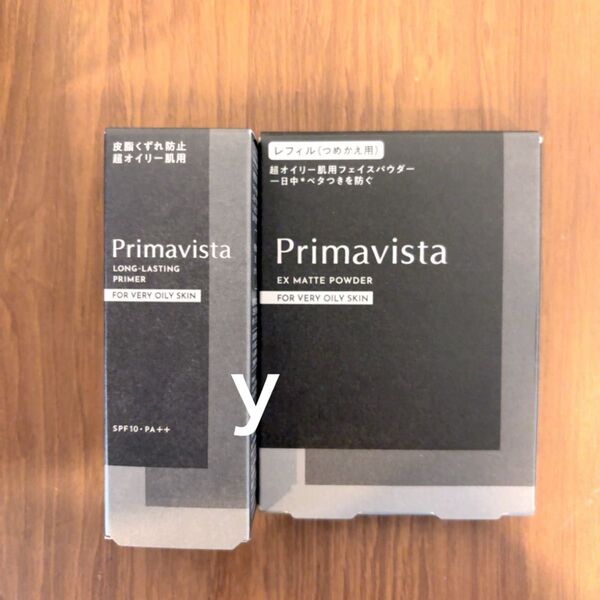 皮脂くずれ防止
超オイリー肌用
Primavista
LONG-LASTING
PRIMER
FOR VERY OILY SKIN
SPF10・PA++
レフィル(つめかえ用)
超オイリー肌用フェイスパウダー
一日中*ベタつきを防ぐ
Primavista
EX MATTE POWDER
FOR VERY OILY SKIN
y